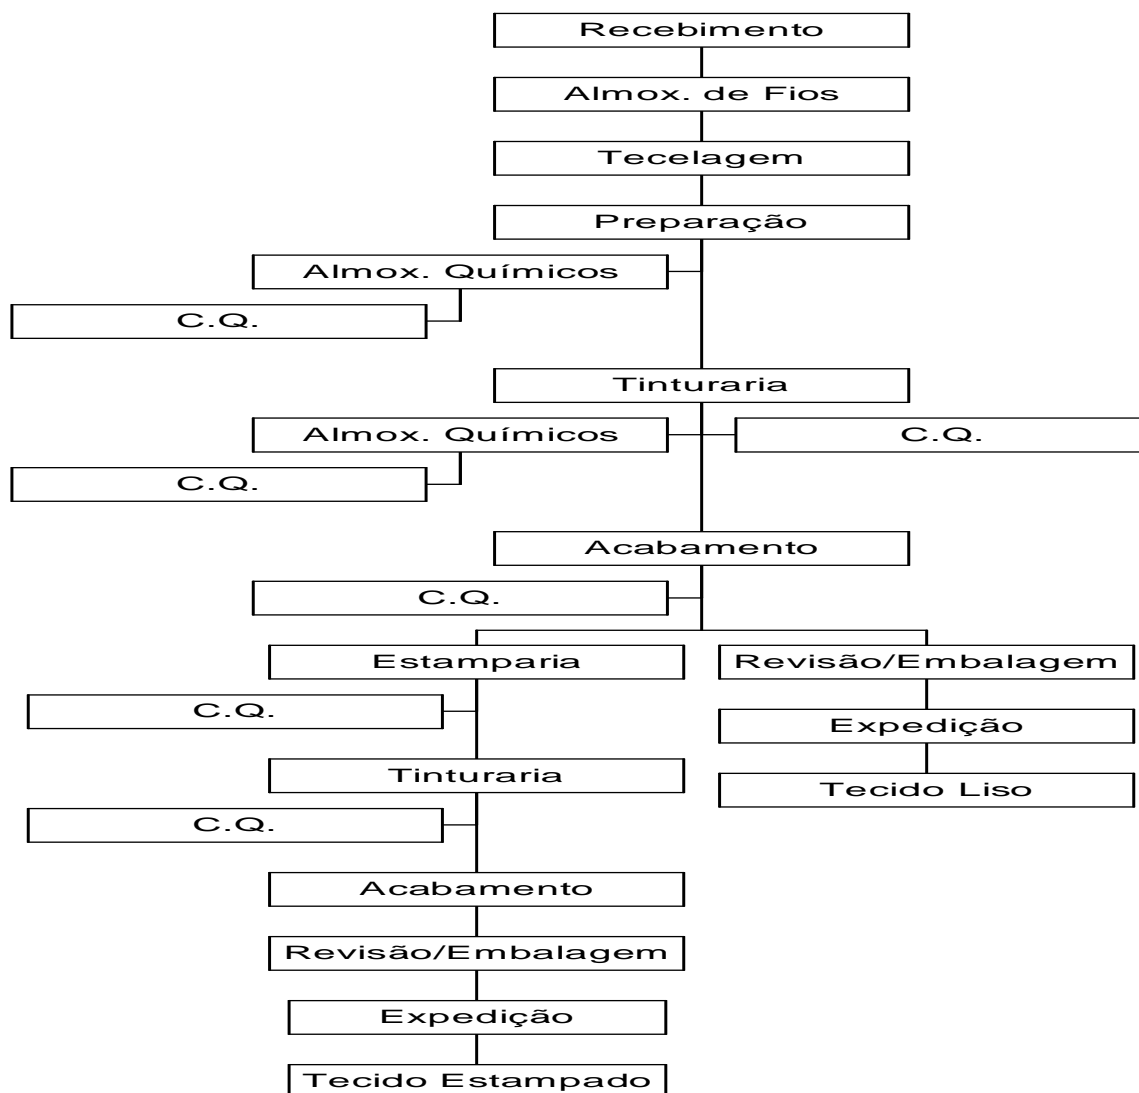 Recebimento
Almox. de Fios
Tecelagem
Preparação
Almox. Químicos
C.Q.
Tinturaria
Almox. Químicos
C.Q.
C.Q.
Acabamento
C.Q.
Estamparia
Revisão/Embalagem
C.Q.
Expedição
Tinturaria
Tecido Liso
C.Q.
Acabamento
Revisão/Embalagem
Expedição
Tecido Estampado